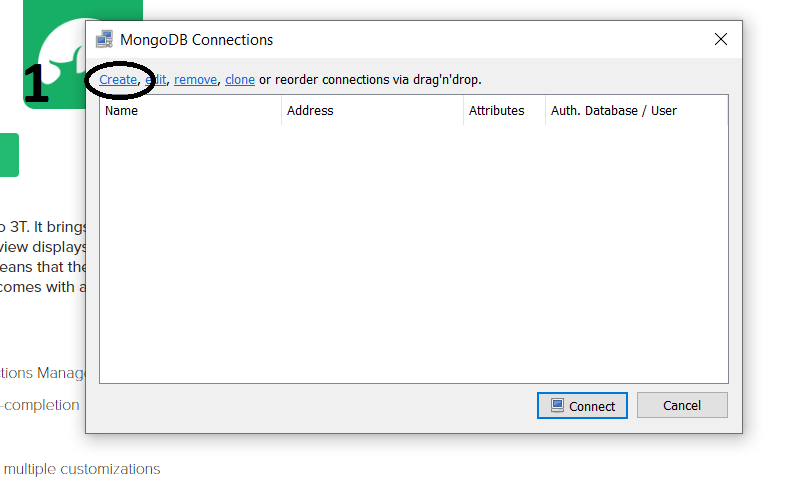 MongoDB Connections
1
Create, edit, remove, clone or reorder connections via drag'n'drop.
Name Address Attributes Auth. Database / User
3T. It brings
view displays
eans that the
comes with a
tions Manag
-completion
Connect Cancel
multiple customizations